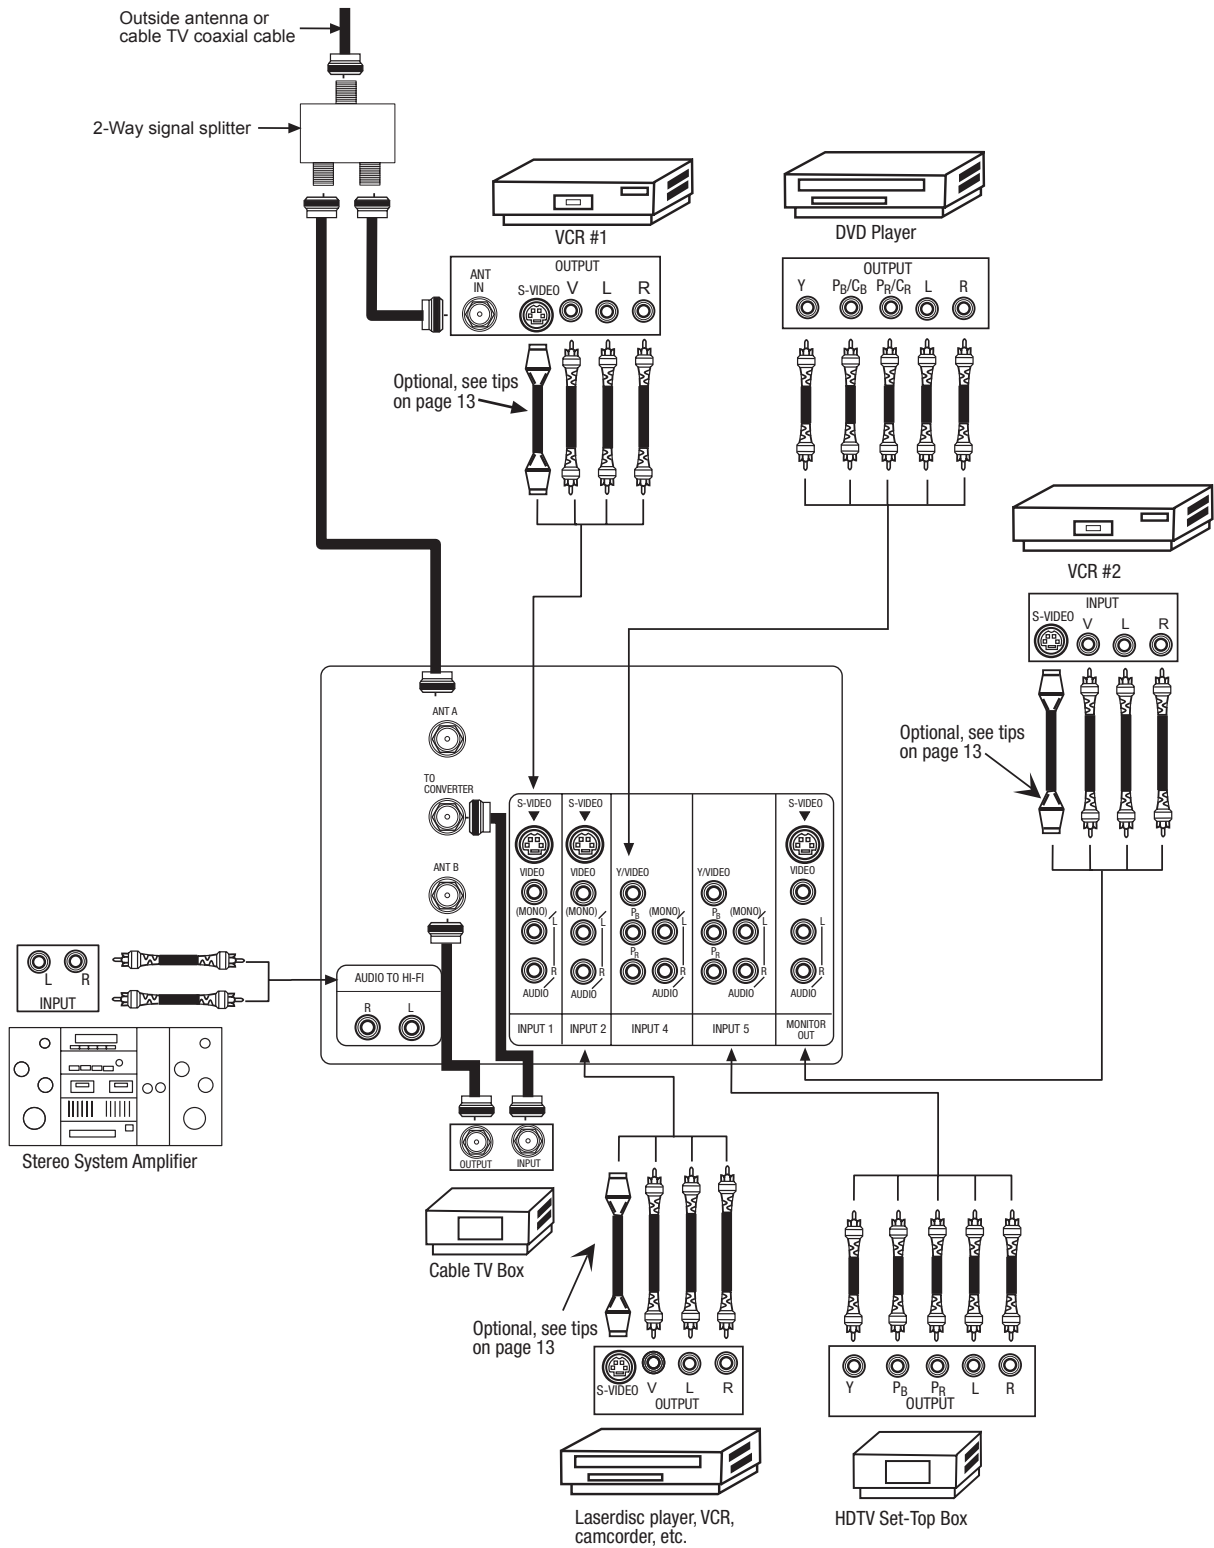 Outside antenna or
cable TV coaxial cable
2-Way signal splitter
VCR #1
OUTPUT
ANT
IN
S-VIDEO V L R
Optional, see tips
on page 13
DVD Player
OUTPUT
Y PB/CB PR/CR L R
VCR #2
INPUT
S-VIDEO V L R
Optional, see tips
on page 13
ANT A
TO
CONVERTER
ANT B
AUDIO TO HI-FI
R L
S-VIDEO
VIDEO
(MONO)
L
R
AUDIO
INPUT 1
S-VIDEO
VIDEO
(MONO)
L
R
AUDIO
INPUT 2
Y/VIDEO
PB
(MONO)
L
PR
R
AUDIO
INPUT 4
Y/VIDEO
PB
(MONO)
L
PR
R
AUDIO
INPUT 5
S-VIDEO
VIDEO
L
R
AUDIO
MONITOR
OUT
L R
INPUT
Stereo System Amplifier
OUTPUT INPUT
Cable TV Box
Optional, see tips
on page 13
S-VIDEO V L R
OUTPUT
Laserdisc player, VCR,
camcorder, etc.
Y PB PR L R
OUTPUT
HDTV Set-Top Box